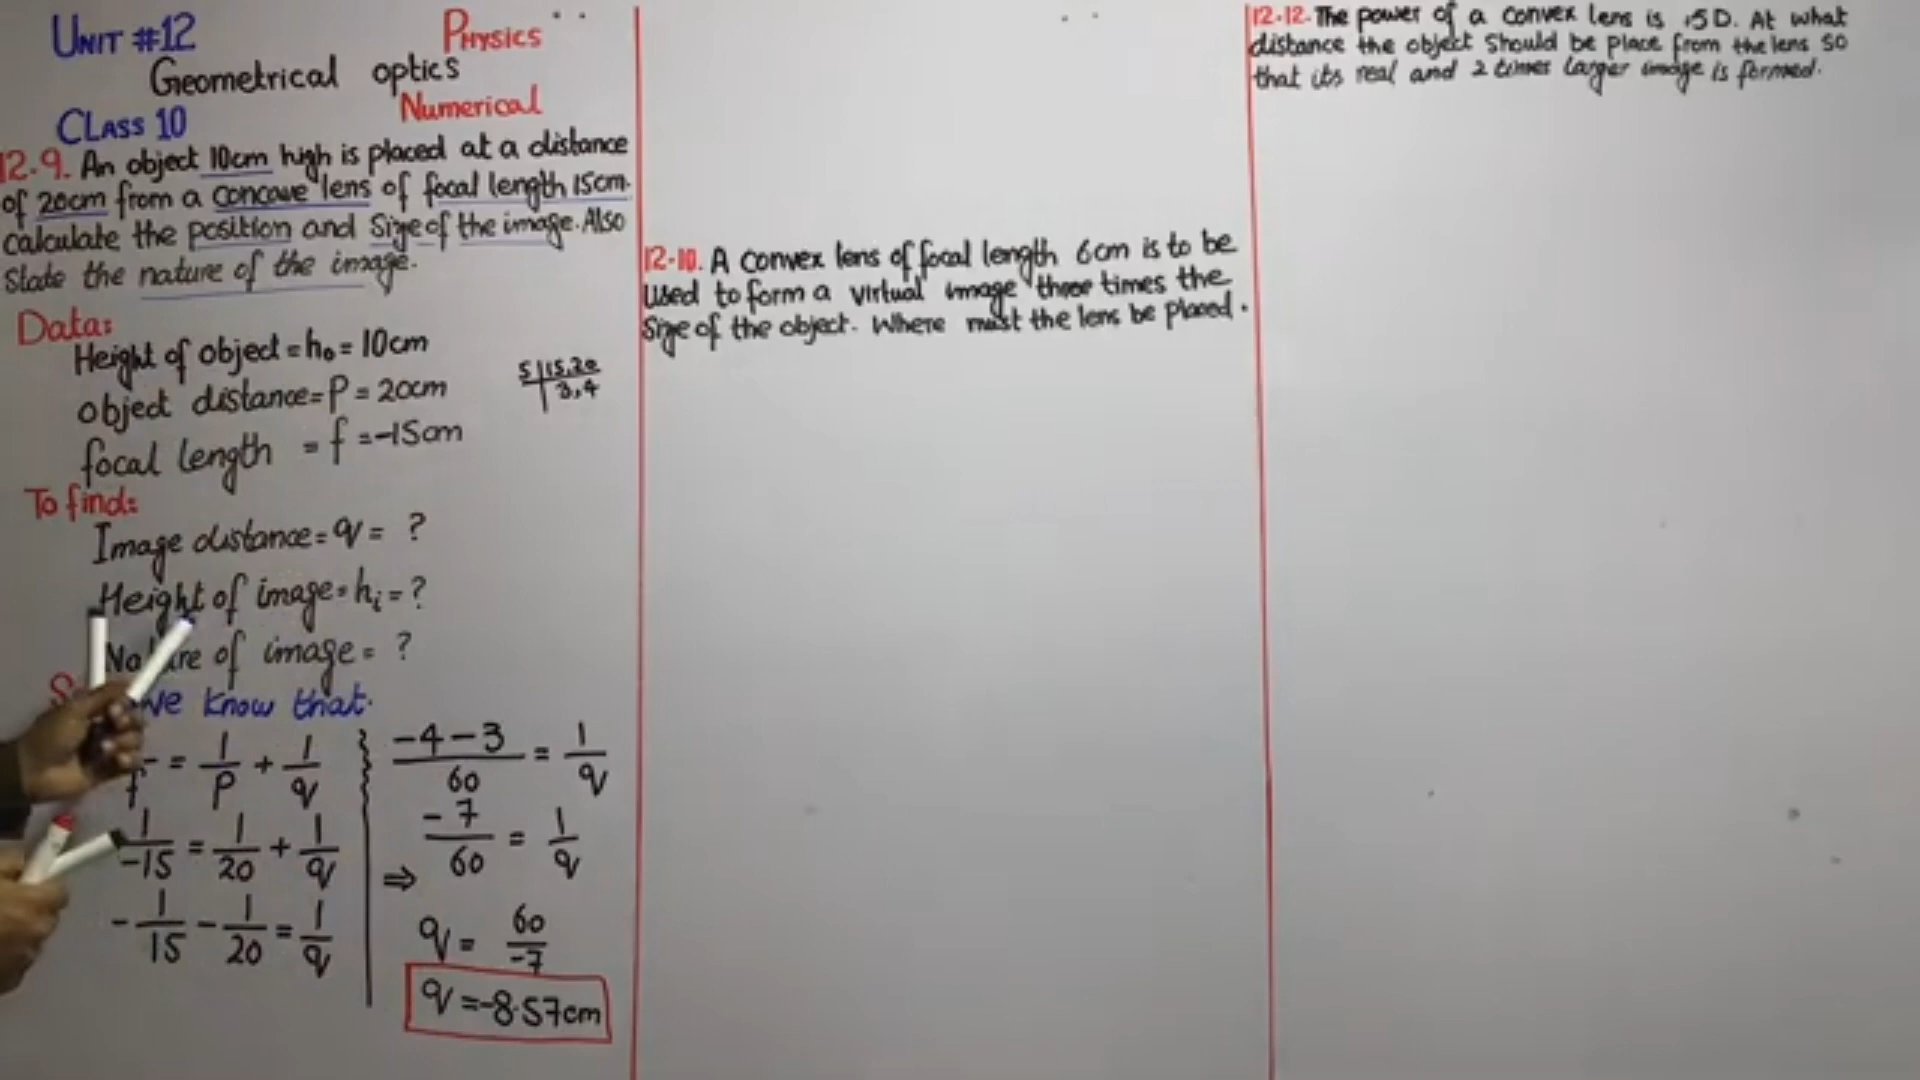 UNIT #12
PHYSICS
Geometrical optics
Numerical
CLASS 10
12.9. An object 10cm high is placed at a distance
of 20cm from a concave lens of focal length 15cm.
calculate the position and Size of the image. Also
State the nature of the image.
Data:
Height of object = ho = 10cm
object distance = P = 20cm
focal length = f = -15cm
5 | 15, 20
3, 4
To find:
Image distance = q = ?
Height of image = hi = ?
Nature of image = ?
we know that.
= 1/P + 1/q
1/-15 = 1/20 + 1/q
- 1/15 - 1/20 = 1/q
-4-3/60 = 1/q
-7/60 = 1/q
⇒
q = 60/-7
q = -8.57cm
12.10. A convex lens of focal length 6cm is to be
used to form a virtual image three times the
Size of the object. Where must the lens be placed.
12.12. The power of a convex lens is 5D. At what
distance the object Should be place from the lens so
that its real and 2 times larger image is formed.